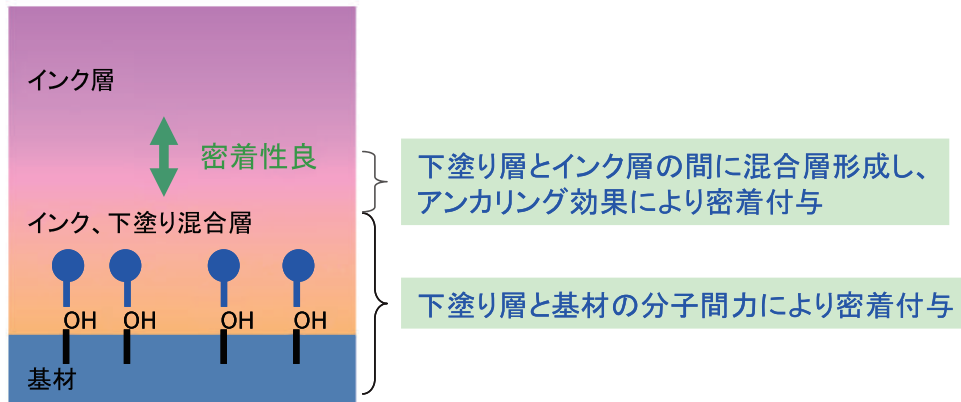 インク層
密着性良
下塗り層とインク層の間に混合層形成し、
アンカリング効果により密着付与
インク、下塗り混合層
下塗り層と基材の分子間力により密着付与
OH
OH
OH
OH
基材